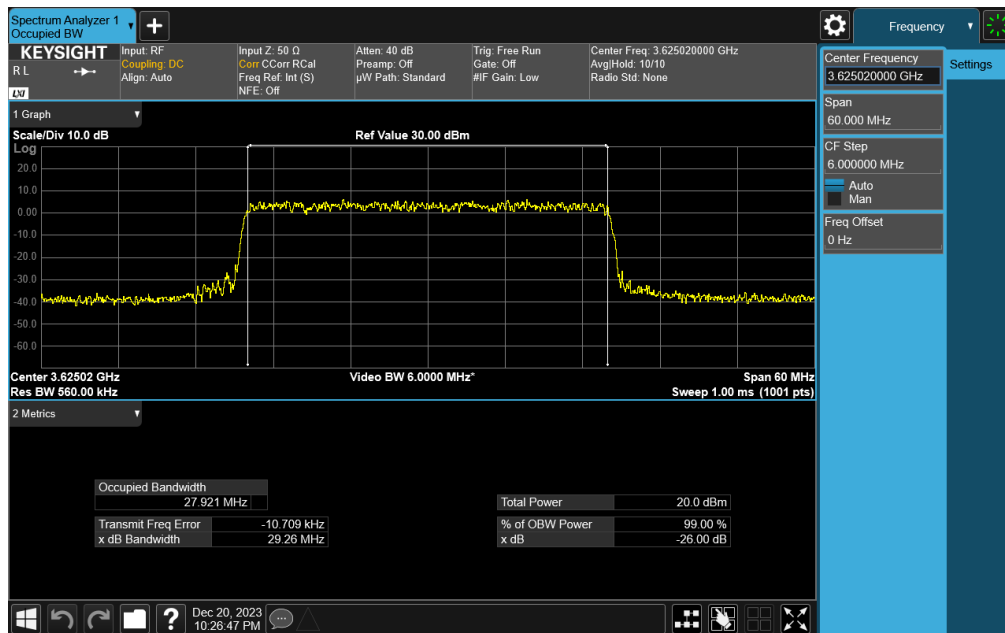 Spectrum Analyzer 1
Occupied BW
Frequency
KEYSIGHT
R L
LXI
Input: RF
Coupling: DC
Align: Auto
Input Z: 50 Ω
Corr CCorr RCal
Freq Ref: Int (S)
NFE: Off
Atten: 40 dB
Preamp: Off
µW Path: Standard
Trig: Free Run
Gate: Off
#IF Gain: Low
Center Freq: 3.625020000 GHz
Avg|Hold: 10/10
Radio Std: None
Center Frequency
3.625020000 GHz
Settings
Span
60.000 MHz
CF Step
6.000000 MHz
Auto
Man
Freq Offset
0 Hz
1 Graph
Scale/Div 10.0 dB
Ref Value 30.00 dBm
Log
20.0
10.0
0.00
-10.0
-20.0
-30.0
-40.0
-50.0
-60.0
Center 3.62502 GHz
Video BW 6.0000 MHz*
Span 60 MHz
Res BW 560.00 kHz
Sweep 1.00 ms (1001 pts)
2 Metrics
Occupied Bandwidth
27.921 MHz
Total Power 20.0 dBm
Transmit Freq Error -10.709 kHz
% of OBW Power 99.00 %
x dB Bandwidth 29.26 MHz
x dB -26.00 dB
?
Dec 20, 2023
10:26:47 PM